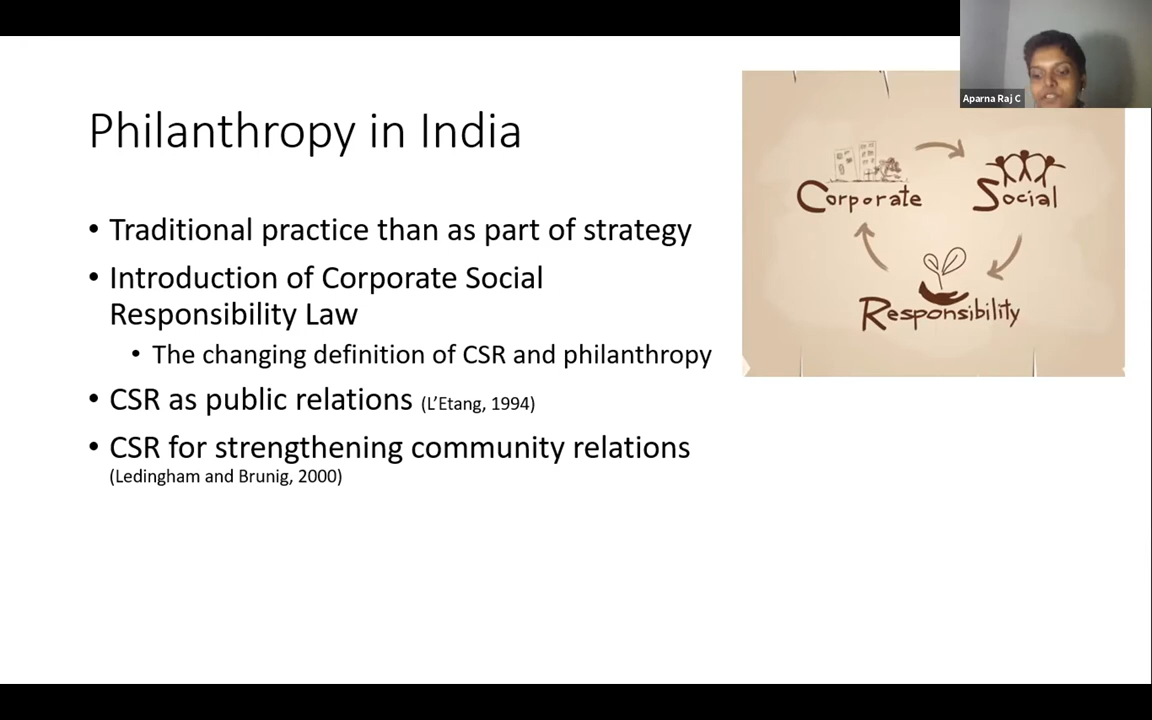 Aparna Raj C
Philanthropy in India
• Traditional practice than as part of strategy
• Introduction of Corporate Social
Responsibility Law
• The changing definition of CSR and philanthropy
• CSR as public relations (L’Etang, 1994)
• CSR for strengthening community relations
(Ledingham and Brunig, 2000)
Corporate
Social
Responsibility